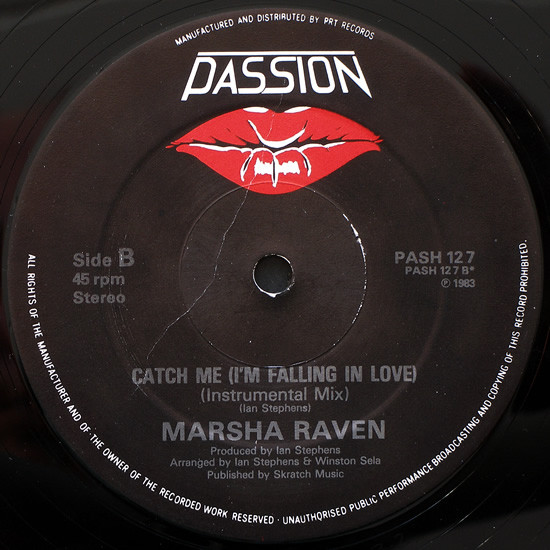 MANUFACTURED AND DISTRIBUTED BY PRT RECORDS
PASSION
Side B
45 rpm
Stereo
PASH 12 7
PASH 12 7 B*
℗ 1983
CATCH ME (I'M FALLING IN LOVE)
(Instrumental Mix)
(Ian Stephens)
MARSHA RAVEN
Produced by Ian Stephens
Arranged by Ian Stephens & Winston Sela
Published by Skratch Music
ALL RIGHTS OF THE MANUFACTURER AND OF THE OWNER OF THE RECORDED WORK RESERVED · UNAUTHORISED PUBLIC PERFORMANCE BROADCASTING AND COPYING OF THIS RECORD PROHIBITED.